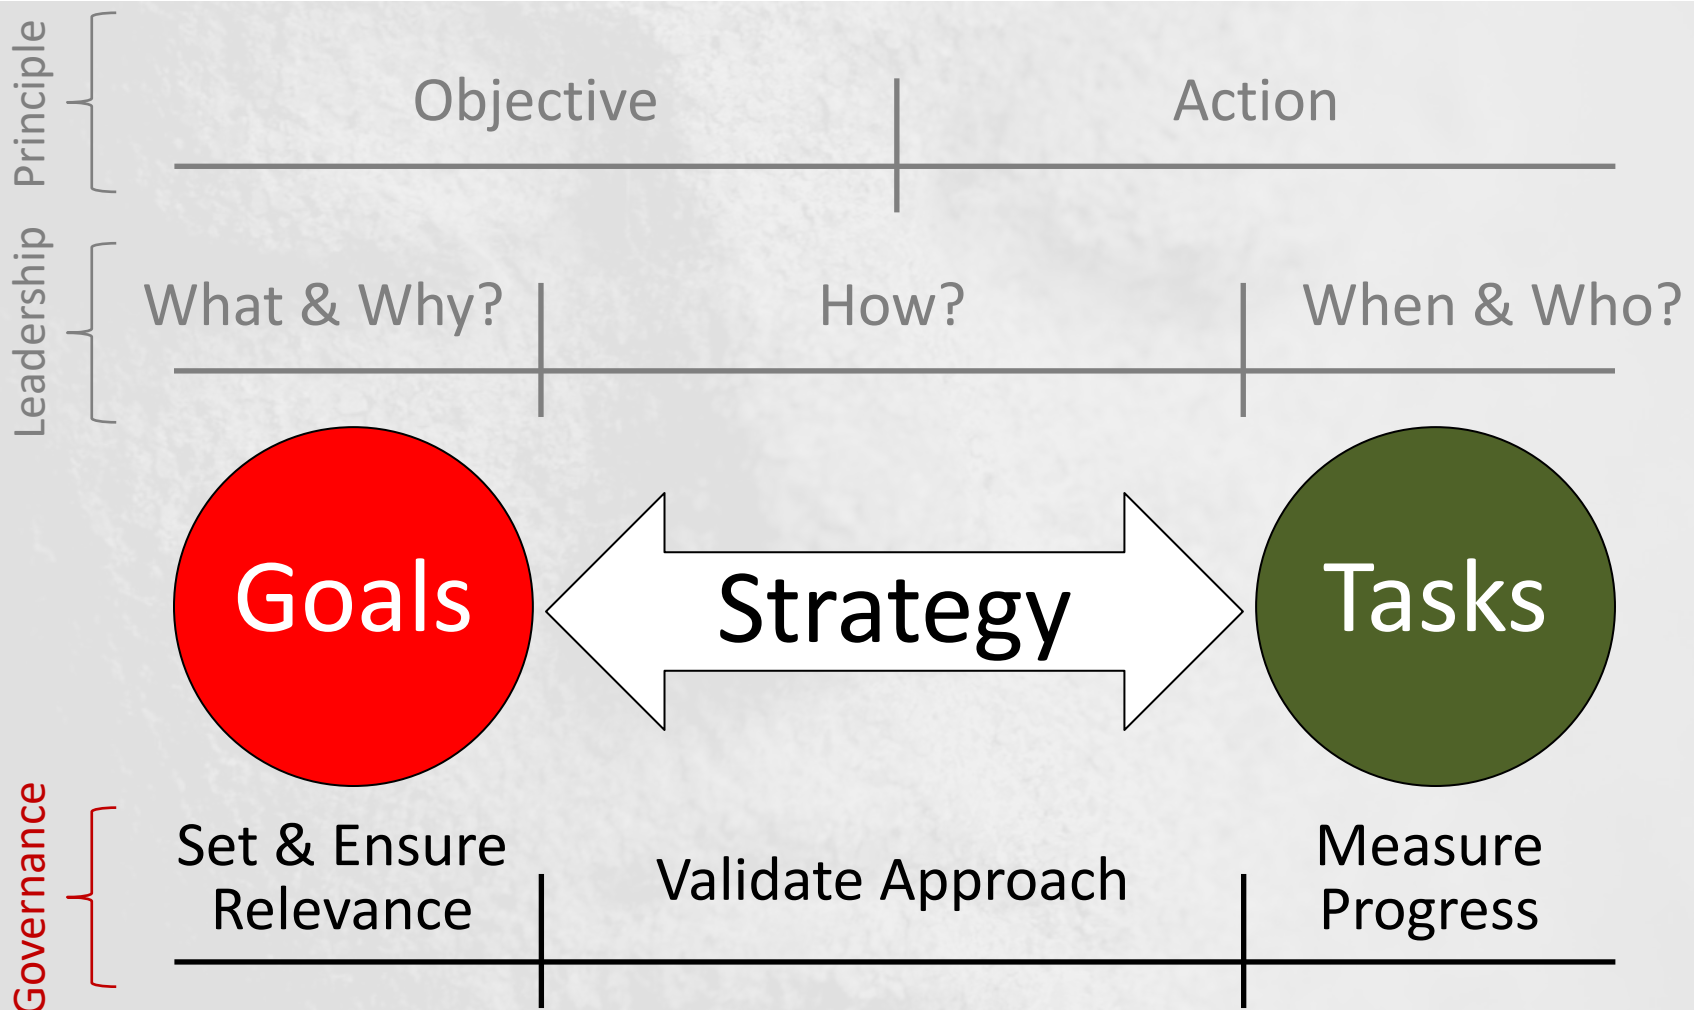 Principle
Objective
Action
Leadership
What & Why?
How?
When & Who?
Goals
Strategy
Tasks
Governance
Set & Ensure
Relevance
Validate Approach
Measure
Progress